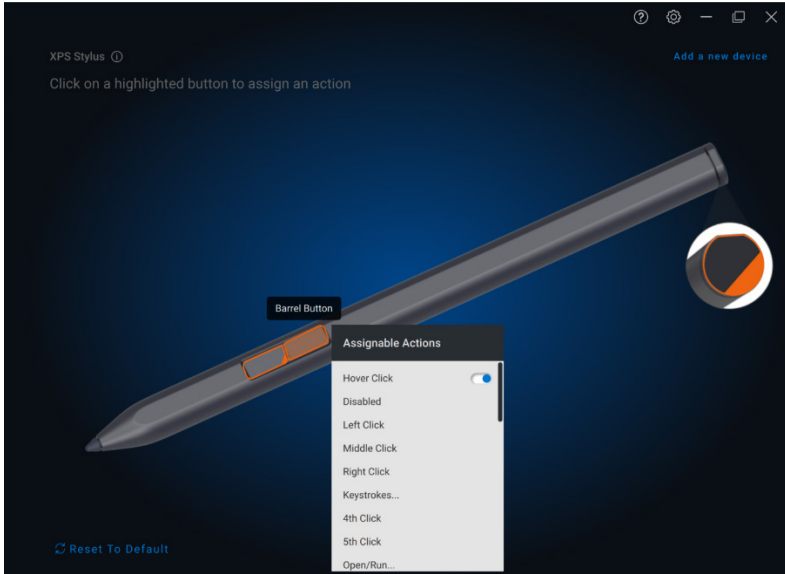 XPS Stylus
Add a new device
Click on a highlighted button to assign an action
Barrel Button
Assignable Actions
Hover Click
Disabled
Left Click
Middle Click
Right Click
Keystrokes...
4th Click
5th Click
Open/Run...
Reset To Default